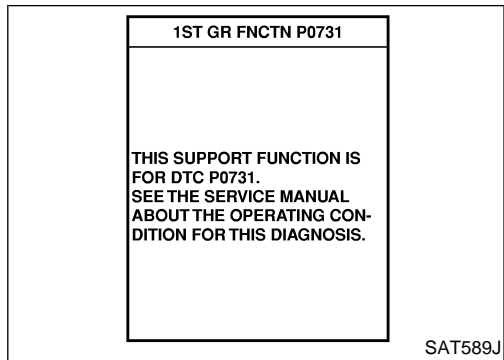 1ST GR FNCTN P0731
THIS SUPPORT FUNCTION IS
FOR DTC P0731.
SEE THE SERVICE MANUAL
ABOUT THE OPERATING CON-
DITION FOR THIS DIAGNOSIS.
SAT589J